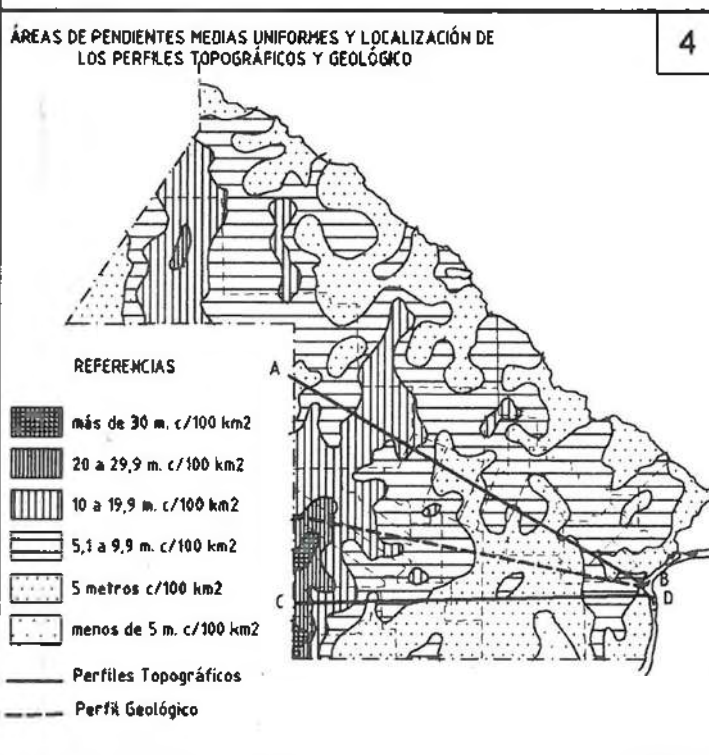 ÁREAS DE PENDIENTES MEDIAS UNIFORMES Y LOCALIZACIÓN DE
LOS PERFILES TOPOGRÁFICOS Y GEOLÓGICO
4
REFERENCIAS
A
más de 30 m. c/100 km2
20 a 29,9 m. c/100 km2
10 a 19,9 m. c/100 km2
5,1 a 9,9 m. c/100 km2
5 metros c/100 km2
menos de 5 m. c/100 km2
B
C
D
Perfiles Topográficos
Perfil Geológico